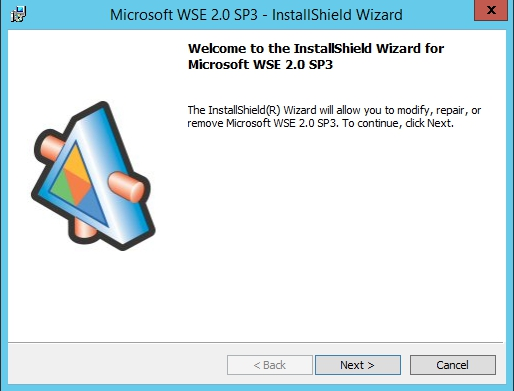 Microsoft WSE 2.0 SP3 - InstallShield Wizard
x
Welcome to the InstallShield Wizard for
Microsoft WSE 2.0 SP3
The InstallShield(R) Wizard will allow you to modify, repair, or
remove Microsoft WSE 2.0 SP3. To continue, click Next.
< Back
Next >
Cancel